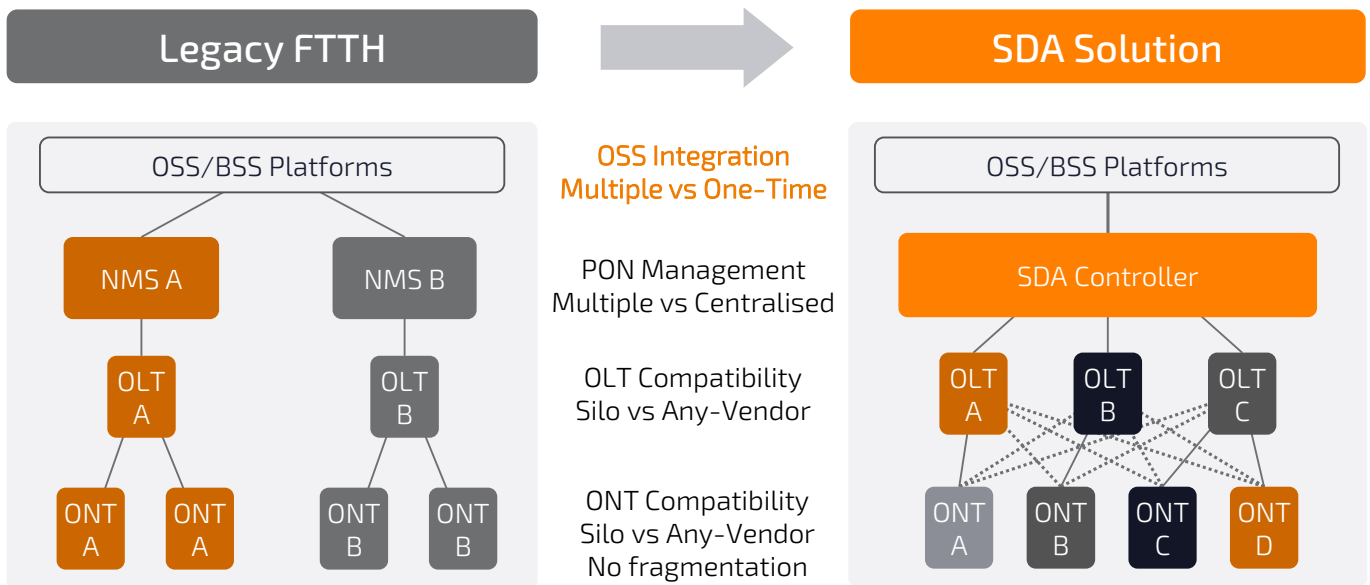 Legacy FTTH
SDA Solution
OSS/BSS Platforms
NMS A
NMS B
OLT
A
OLT
B
ONT
A
ONT
A
ONT
B
ONT
B
OSS Integration
Multiple vs One-Time
PON Management
Multiple vs Centralised
OLT Compatibility
Silo vs Any-Vendor
ONT Compatibility
Silo vs Any-Vendor
No fragmentation
OSS/BSS Platforms
SDA Controller
OLT
A
OLT
B
OLT
C
ONT
A
ONT
B
ONT
C
ONT
D